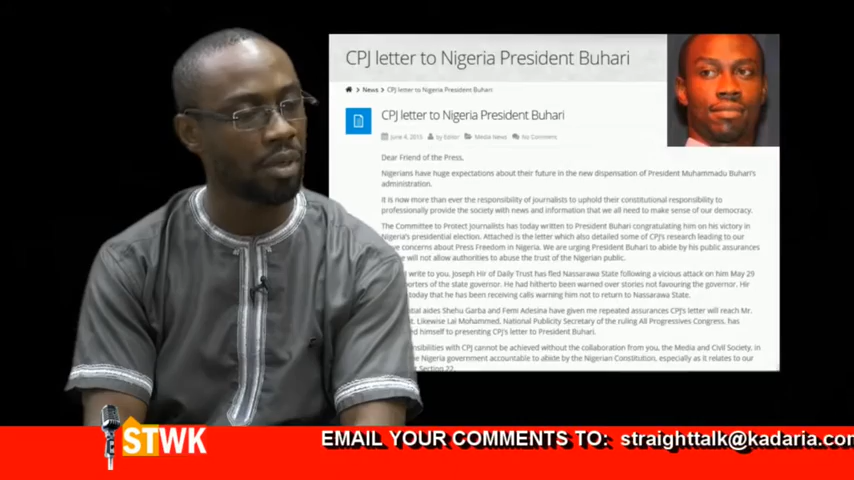 CPJ letter to Nigeria President Buhari
News > CPJ letter to Nigeria President Buhari
CPJ letter to Nigeria President Buhari
June 4, 2015 by Editor Media News No Comment
Dear Friend of the Press,
Nigerians have huge expectations about their future in the new dispensation of President Muhammadu Buhari's
administration.
It is now more than ever the responsibility of journalists to uphold their constitutional responsibility to
professionally provide the society with news and information that we all need to make sense of our democracy.
The Committee to Protect Journalists has today written to President Buhari congratulating him on his victory in
Nigeria's presidential election. Attached is the letter which also detailed some of CPJ's research leading to our
concerns about Press Freedom in Nigeria. We are urging President Buhari to abide by his public assurances
will not allow authorities to abuse the trust of the Nigerian public.
I write to you, Joseph Hir of Daily Trust has fled Nassarawa State following a vicious attack on him May 29
of the state governor. He had hitherto been warned over stories not favouring the governor. Hir
today that he has been receiving calls warning him not to return to Nassarawa State.
aides Shehu Garba and Femi Adesina have given me repeated assurances CPJ's letter will reach Mr.
Likewise Lai Mohammed, National Publicity Secretary of the ruling All Progressives Congress, has
himself to presenting CPJ's letter to President Buhari.
with CPJ cannot be achieved without the collaboration from you, the Media and Civil Society, in
the Nigeria government accountable to abide by the Nigerian Constitution, especially as it relates to our
Section 22.
STWK
EMAIL YOUR COMMENTS TO: straighttalk@kadaria.com